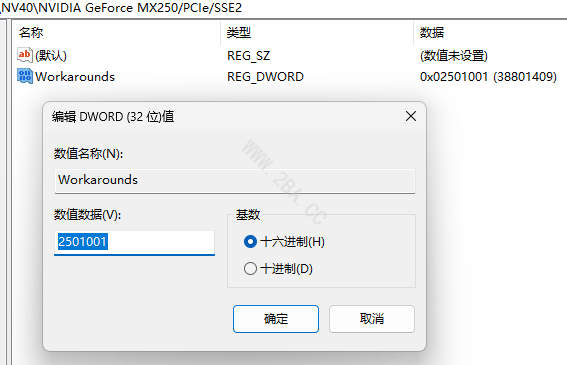 \NV40\NVIDIA GeForce MX250/PCIe/SSE2
名称 类型 数据
ab (默认) REG_SZ (数值未设置)
Workarounds REG_DWORD 0x02501001 (38801409)
编辑 DWORD (32 位)值
数值名称(N):
Workarounds
数值数据(V):
2501001
基数
十六进制(H)
十进制(D)
确定 取消
WWW.2BA.CC